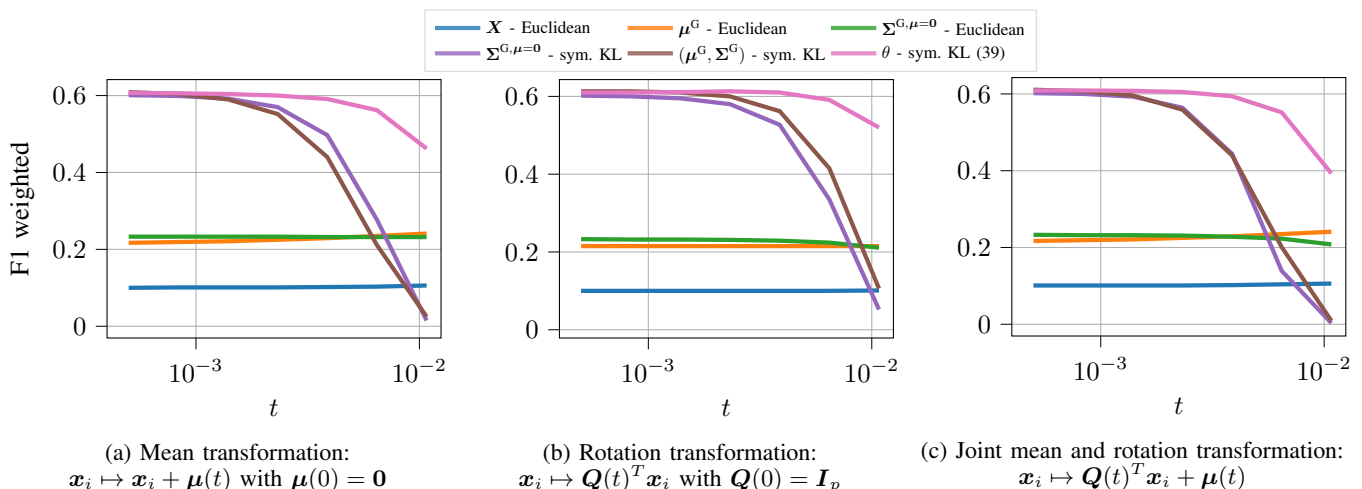 X - Euclidean μ^G - Euclidean Σ^{G,μ=0} - Euclidean
Σ^{G,μ=0} - sym. KL (μ^G, Σ^G) - sym. KL θ - sym. KL (39)
F1 weighted
0.6
0.4
0.2
0
10^{-3} 10^{-2}
t
0.6
0.4
0.2
0
10^{-3} 10^{-2}
t
0.6
0.4
0.2
0
10^{-3} 10^{-2}
t
(a) Mean transformation:
x_i ↦ x_i + μ(t) with μ(0) = 0
(b) Rotation transformation:
x_i ↦ Q(t)^T x_i with Q(0) = I_p
(c) Joint mean and rotation transformation:
x_i ↦ Q(t)^T x_i + μ(t)